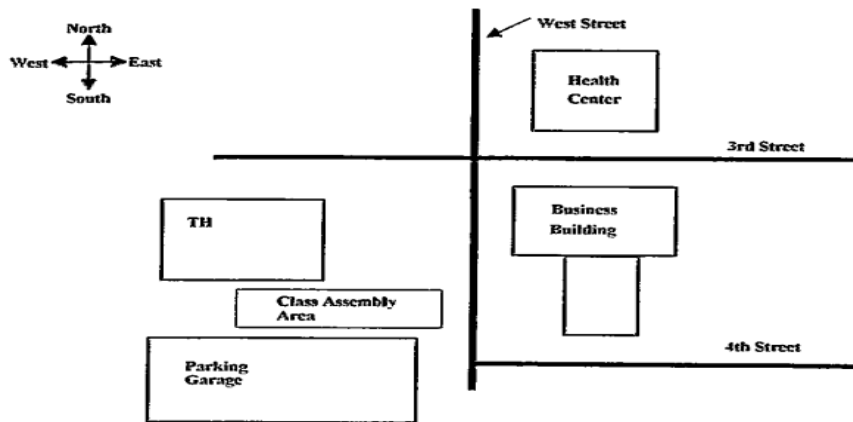 North
West Street
West
East
South
Health
Center
3rd Street
TH
Business
Building
Class Assembly
Area
4th Street
Parking
Garage